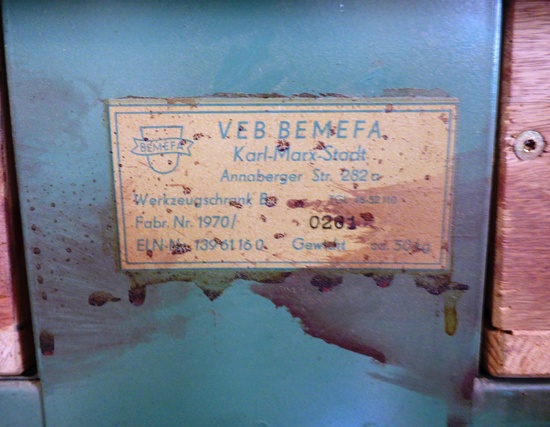 BEMEFA
VEB BEMEFA
Karl-Marx-Stadt
Annaberger Str. 282a
Werkzeugschrank
Fabr. Nr. 1970/ 0261
ELN-Nr. 139 61 16 0 Gewicht